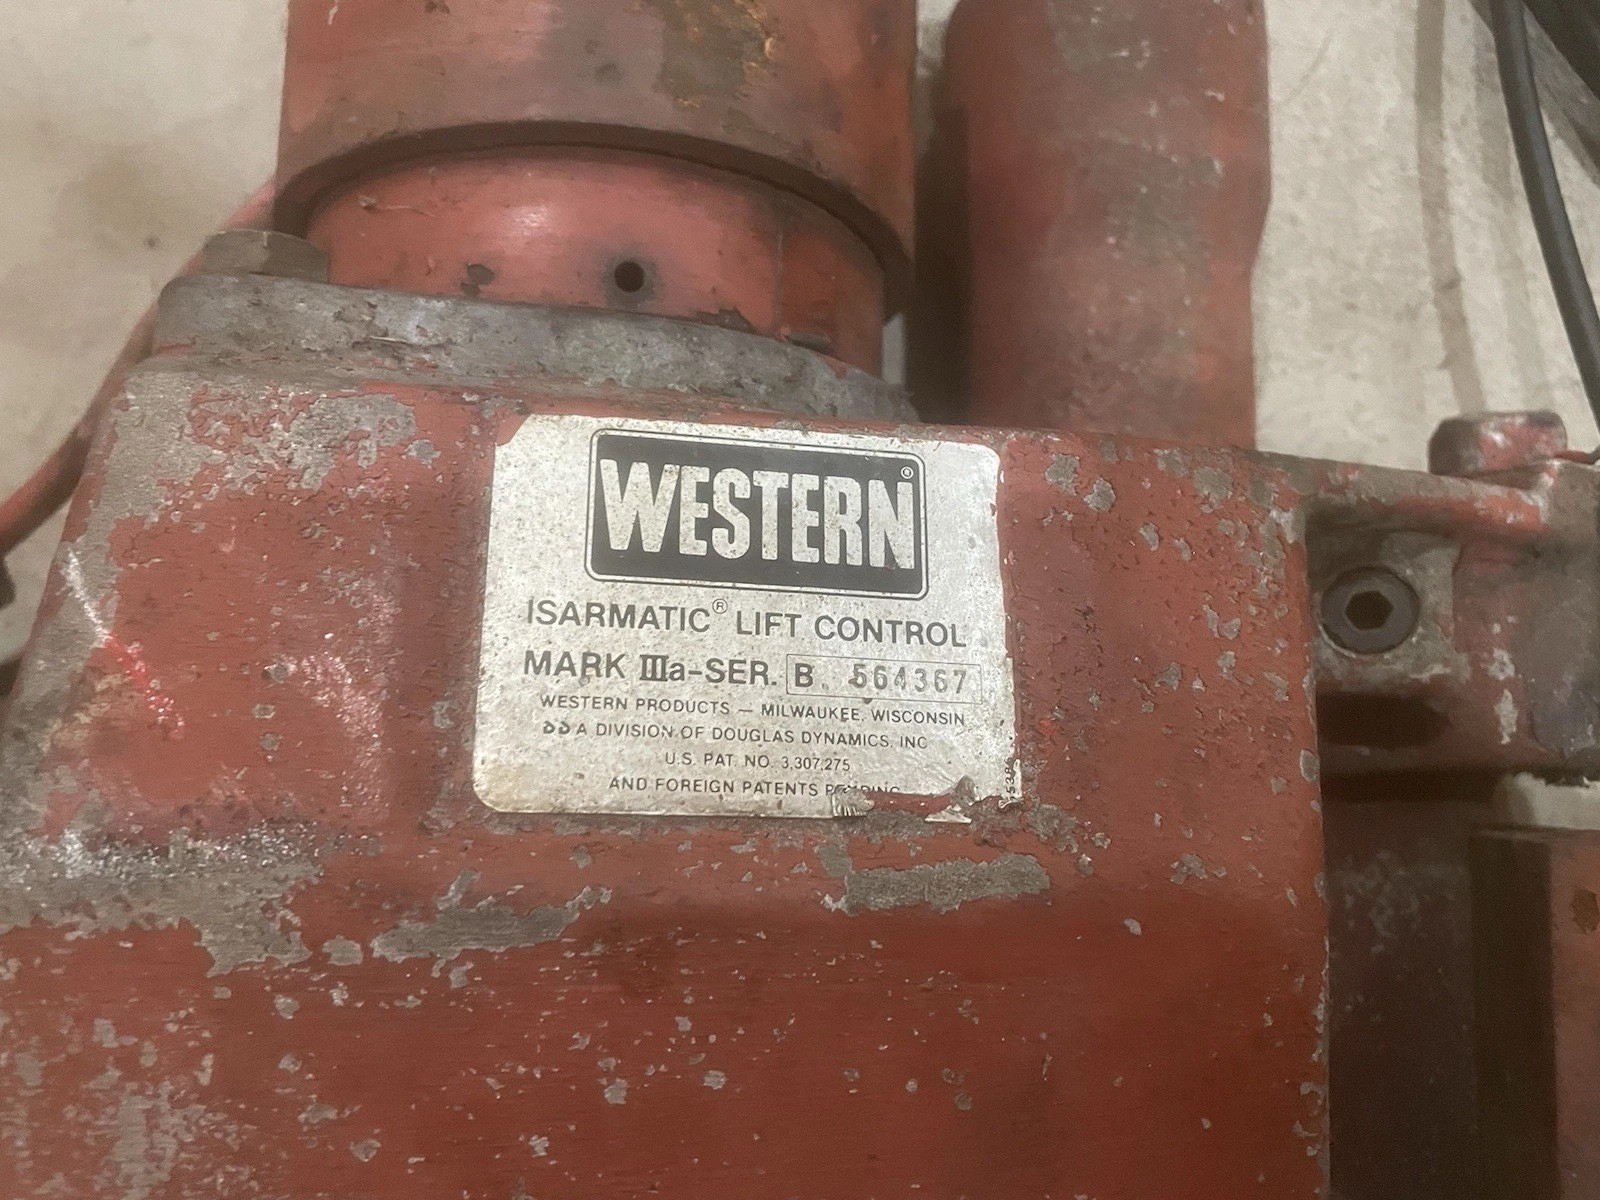 WESTERN®
ISARMATIC® LIFT CONTROL
MARK IIIa-SER. B 564367
WESTERN PRODUCTS — MILWAUKEE, WISCONSIN
A DIVISION OF DOUGLAS DYNAMICS, INC
U.S. PAT. NO. 3,307,275
AND FOREIGN PATENTS